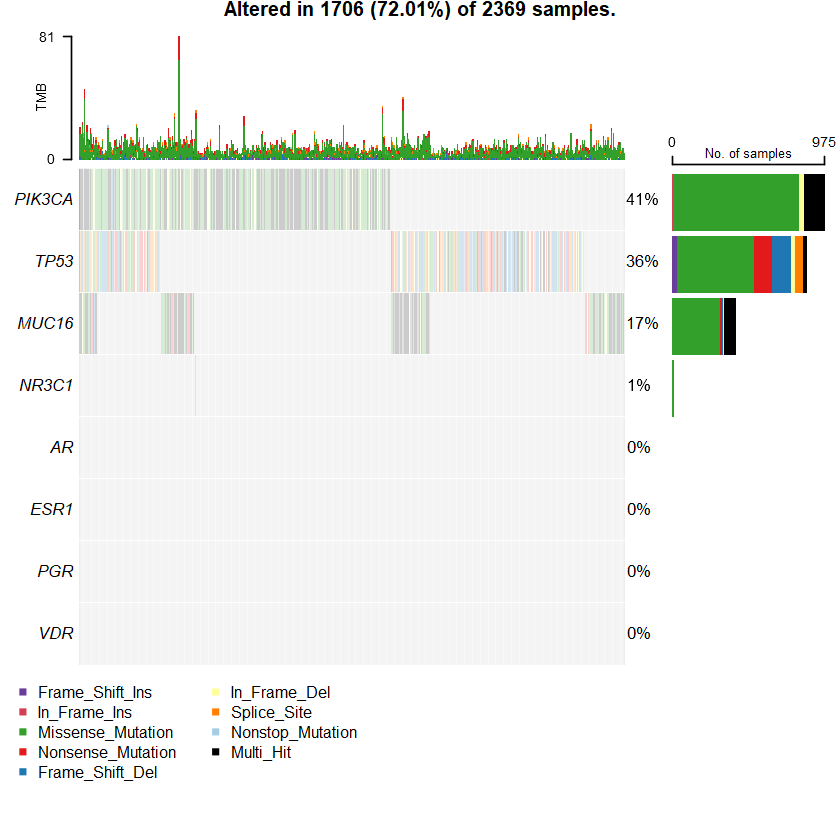 Altered in 1706 (72.01%) of 2369 samples.
81
TMB
0
0 975
No. of samples
PIK3CA 41%
TP53 36%
MUC16 17%
NR3C1 1%
AR 0%
ESR1 0%
PGR 0%
VDR 0%
Frame_Shift_Ins In_Frame_Del
In_Frame_Ins Splice_Site
Missense_Mutation Nonstop_Mutation
Nonsense_Mutation Multi_Hit
Frame_Shift_Del